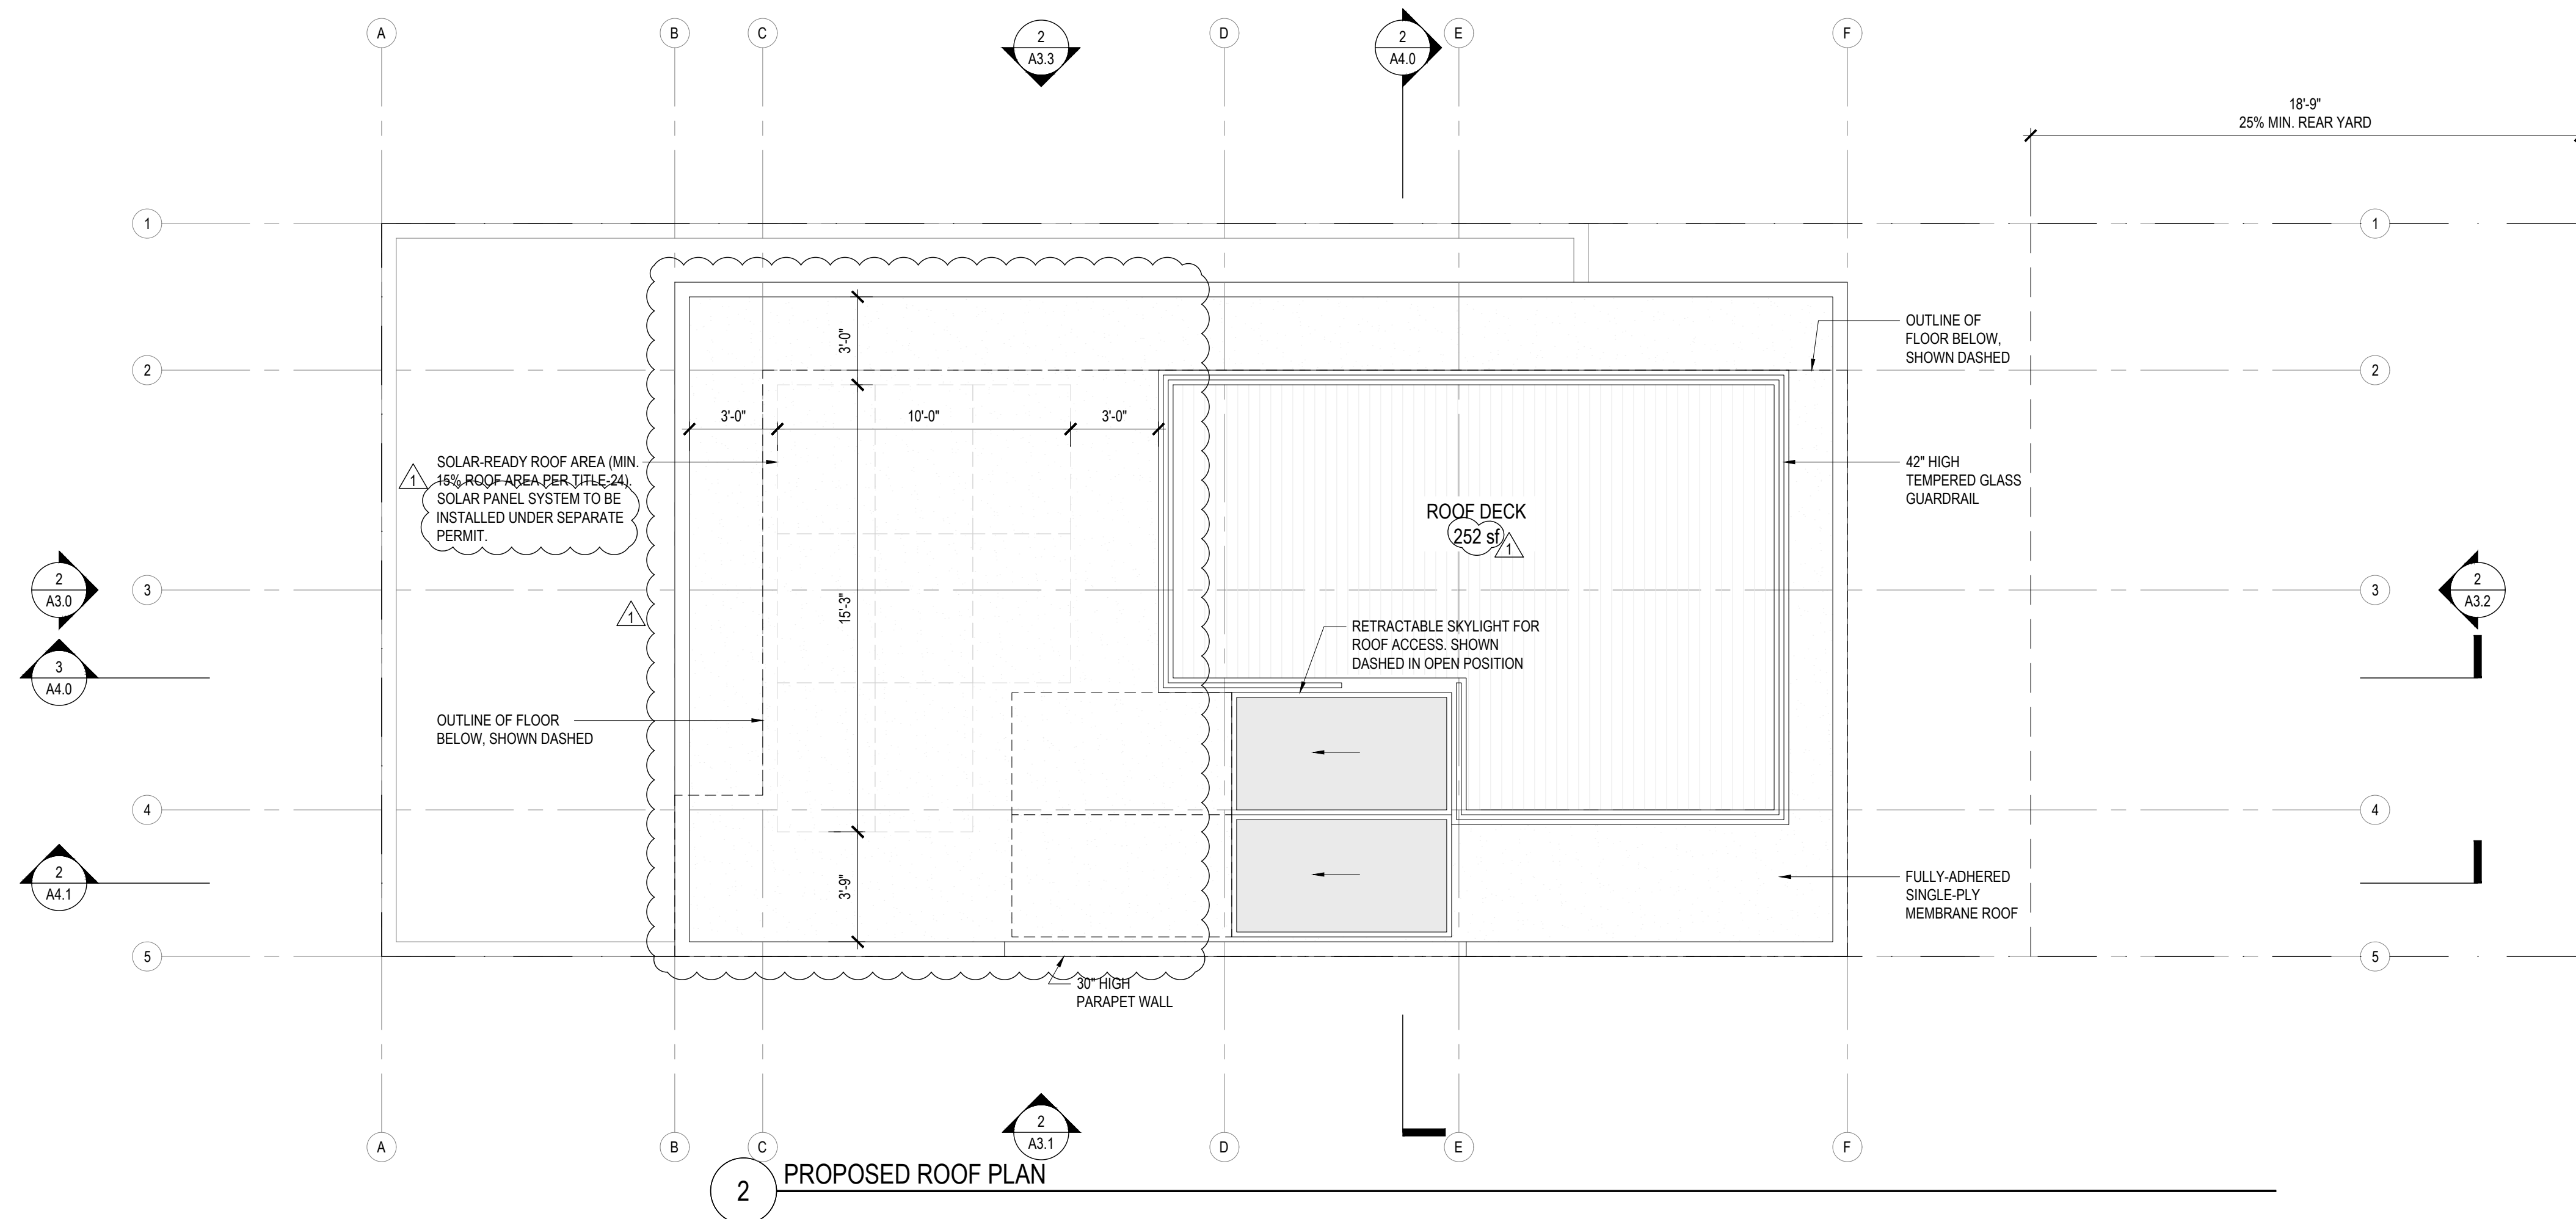 A
B
C
2
A3.3
D
2
A4.0
E
F
18'-9"
25% MIN. REAR YARD
1
1
3'-0"
OUTLINE OF
FLOOR BELOW,
SHOWN DASHED
2
2
3'-0"
10'-0"
3'-0"
SOLAR-READY ROOF AREA (MIN.
15% ROOF AREA PER TITLE-24).
SOLAR PANEL SYSTEM TO BE
INSTALLED UNDER SEPARATE
PERMIT.
1
42" HIGH
TEMPERED GLASS
GUARDRAIL
ROOF DECK
252 sf
1
2
A3.0
3
15'-3"
3
2
A3.2
1
RETRACTABLE SKYLIGHT FOR
ROOF ACCESS. SHOWN
DASHED IN OPEN POSITION
3
A4.0
OUTLINE OF FLOOR
BELOW, SHOWN DASHED
4
4
2
A4.1
3'-9"
FULLY-ADHERED
SINGLE-PLY
MEMBRANE ROOF
5
5
30" HIGH
PARAPET WALL
A
B
C
2
A3.1
D
E
F
2
PROPOSED ROOF PLAN